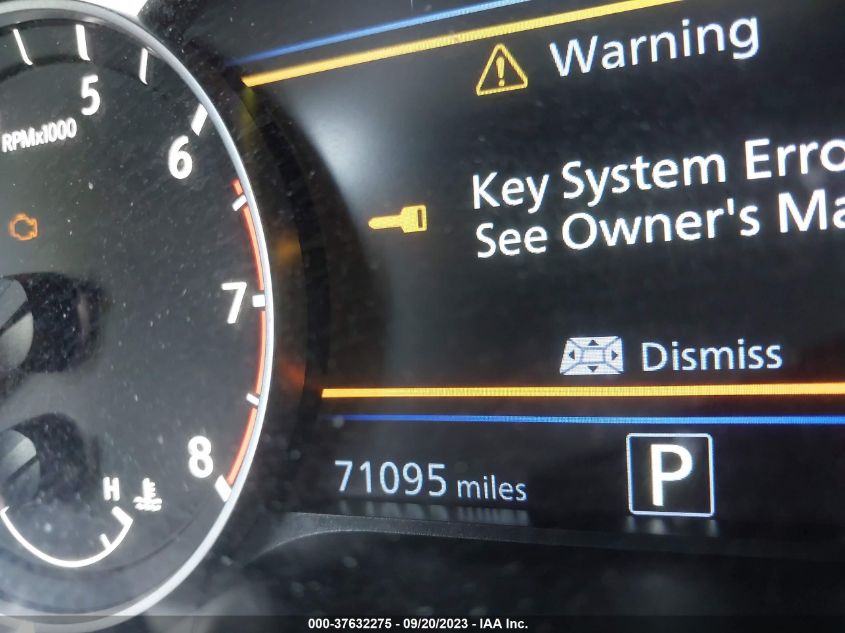 Warning
5
RPMx1000
6
Key System Erro
See Owner's Ma
7
Dismiss
8
71095 miles
P
H
000-37632275 - 09/20/2023 - IAA Inc.